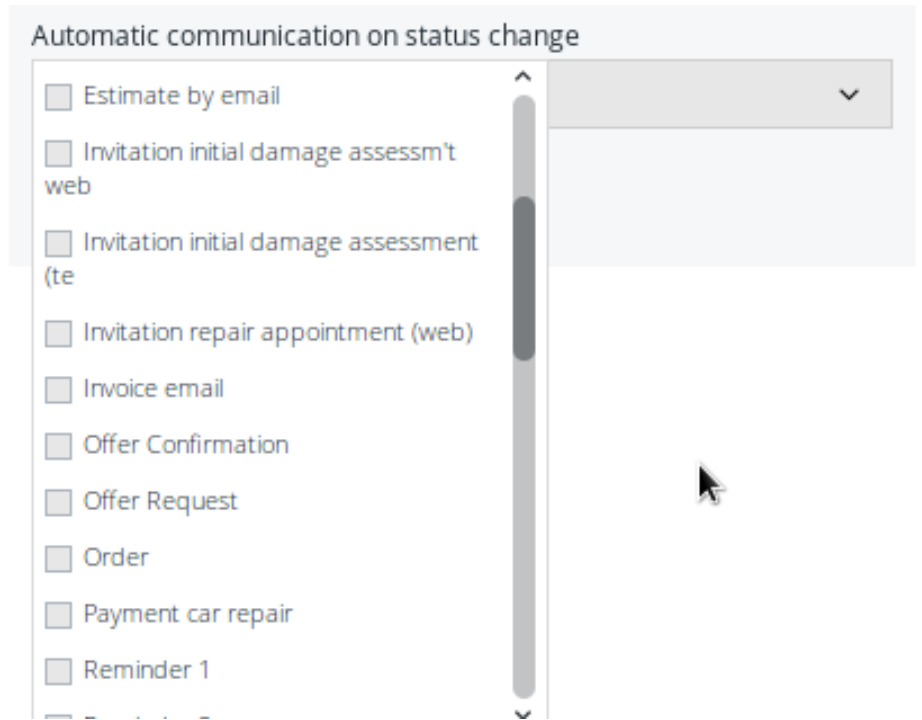 Automatic communication on status change
Estimate by email
Invitation initial damage assessm't
web
Invitation initial damage assessment
(te
Invitation repair appointment (web)
Invoice email
Offer Confirmation
Offer Request
Order
Payment car repair
Reminder 1